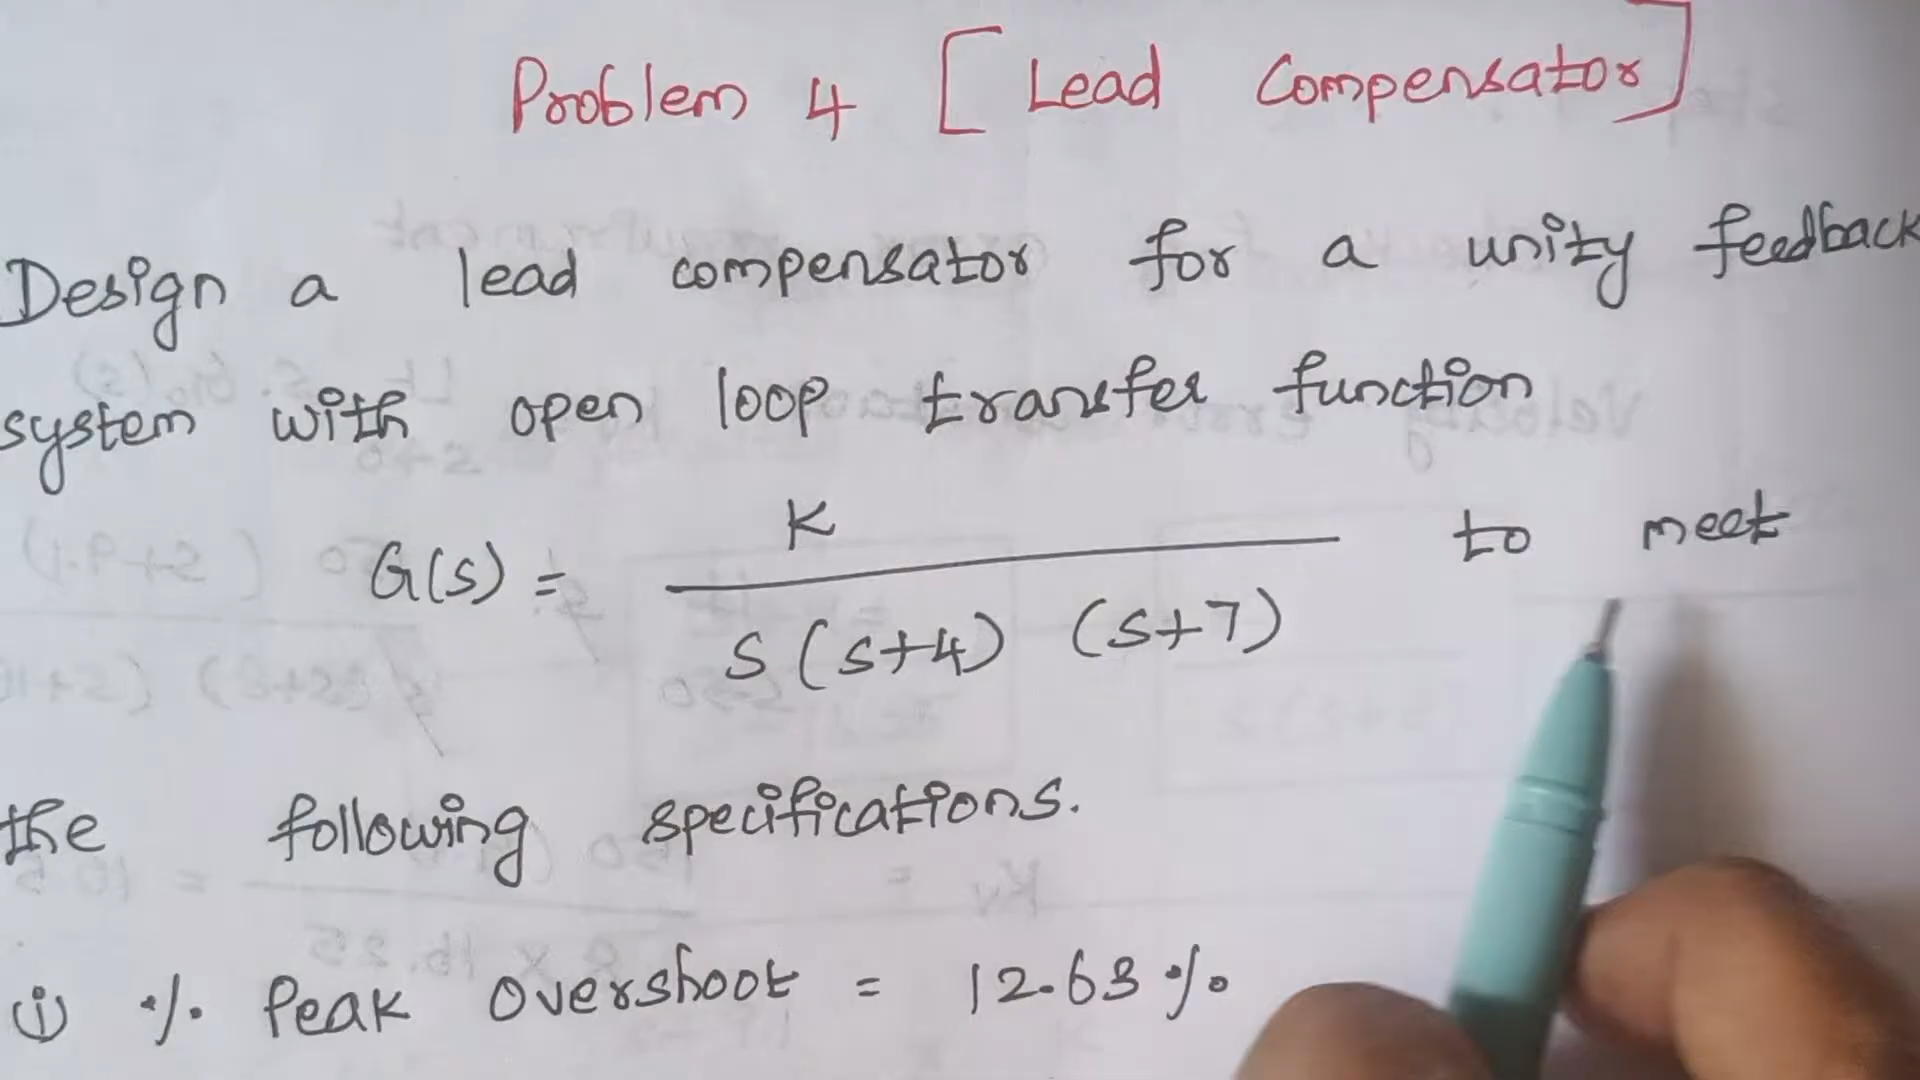 Problem 4 [Lead Compensator]
Design a lead compensator for a unity feedback
system with open loop transfer function
G(s) = K / s(s+4) (s+7) to meet
the following specifications.
(i) % Peak Overshoot = 12.63 %